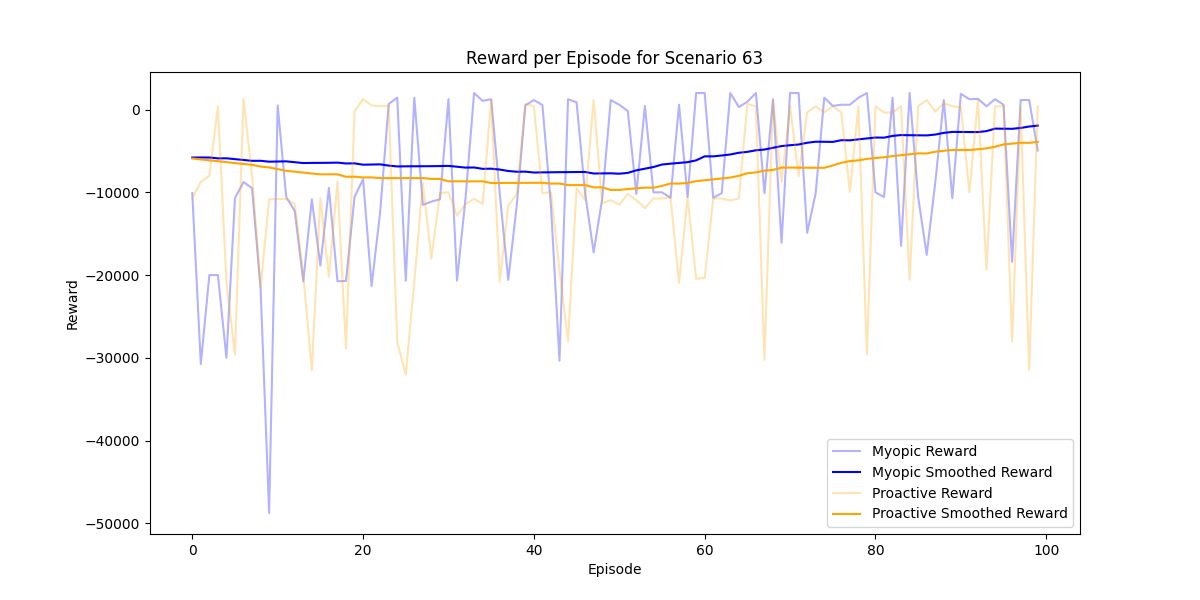 Reward per Episode for Scenario 63
Reward
0
−10000
−20000
−30000
−40000
−50000
0 20 40 60 80 100
Episode
Myopic Reward
Myopic Smoothed Reward
Proactive Reward
Proactive Smoothed Reward